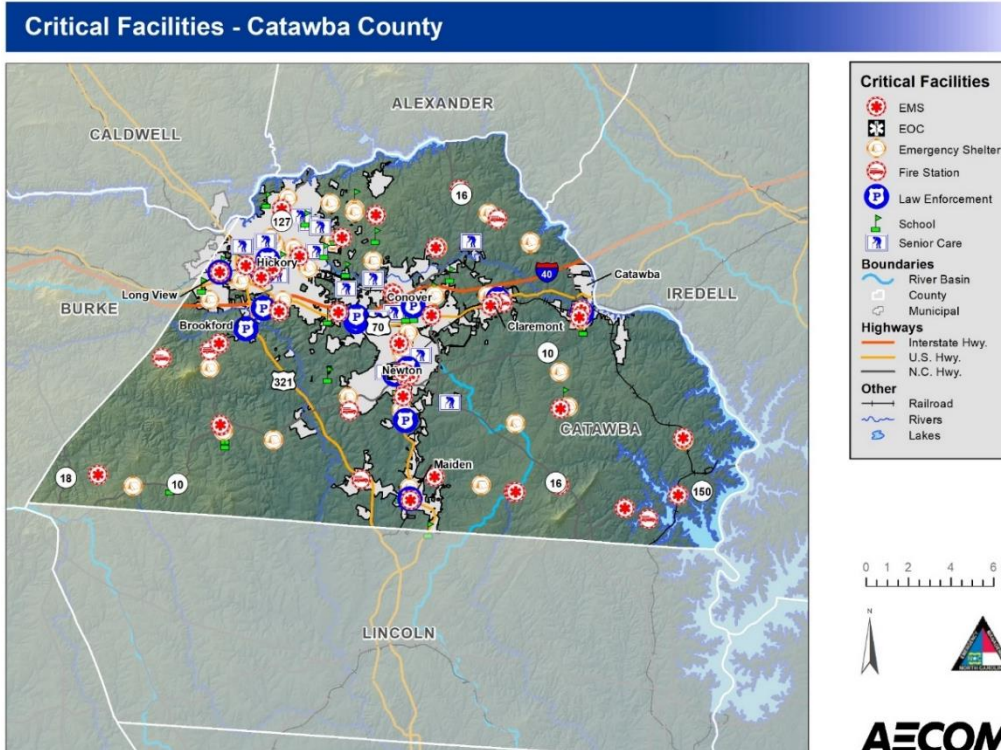 Critical Facilities - Catawba County
ALEXANDER
CALDWELL
16
127
Hickory
40
Catawba
Long View
IREDELL
BURKE
Conover
Brookford
70
Claremont
10
321
Newton
CATAWBA
Maiden
18
10
16
150
LINCOLN
Critical Facilities
EMS
EOC
Emergency Shelter
Fire Station
Law Enforcement
School
Senior Care
Boundaries
River Basin
County
Municipal
Highways
Interstate Hwy.
U.S. Hwy.
N.C. Hwy.
Other
Railroad
Rivers
Lakes
0 1 2 4 6
N
AECOM